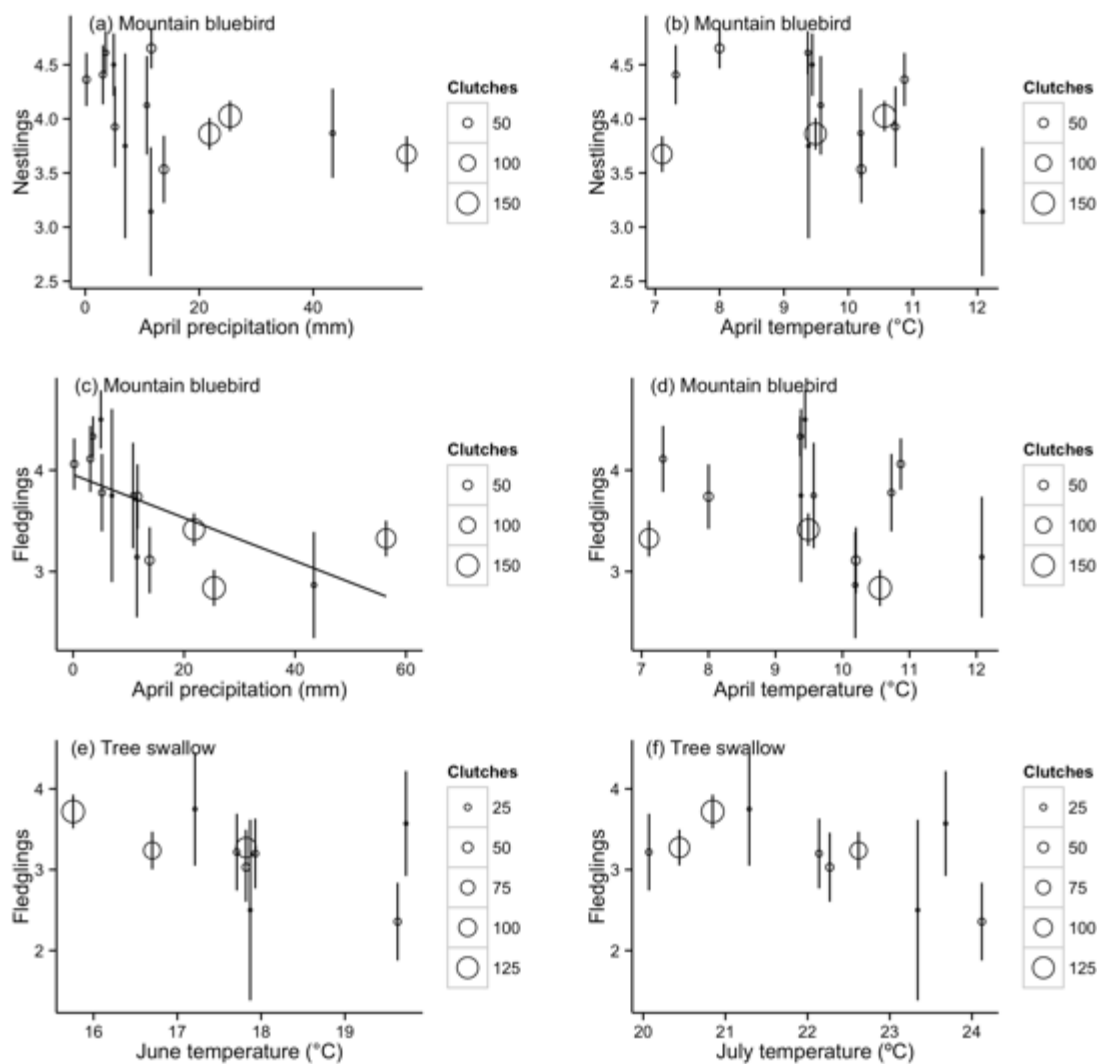 (a) Mountain bluebird
Nestlings
4.5
4.0
3.5
3.0
2.5
0
20
40
April precipitation (mm)
Clutches
50
100
150
(b) Mountain bluebird
Nestlings
4.5
4.0
3.5
3.0
2.5
7
8
9
10
11
12
April temperature (°C)
Clutches
50
100
150
(c) Mountain bluebird
Fledglings
4
3
0
20
40
60
April precipitation (mm)
Clutches
50
100
150
(d) Mountain bluebird
Fledglings
4
3
7
8
9
10
11
12
April temperature (°C)
Clutches
50
100
150
(e) Tree swallow
Fledglings
4
3
2
16
17
18
19
June temperature (°C)
Clutches
25
50
75
100
125
(f) Tree swallow
Fledglings
4
3
2
20
21
22
23
24
July temperature (ºC)
Clutches
25
50
75
100
125